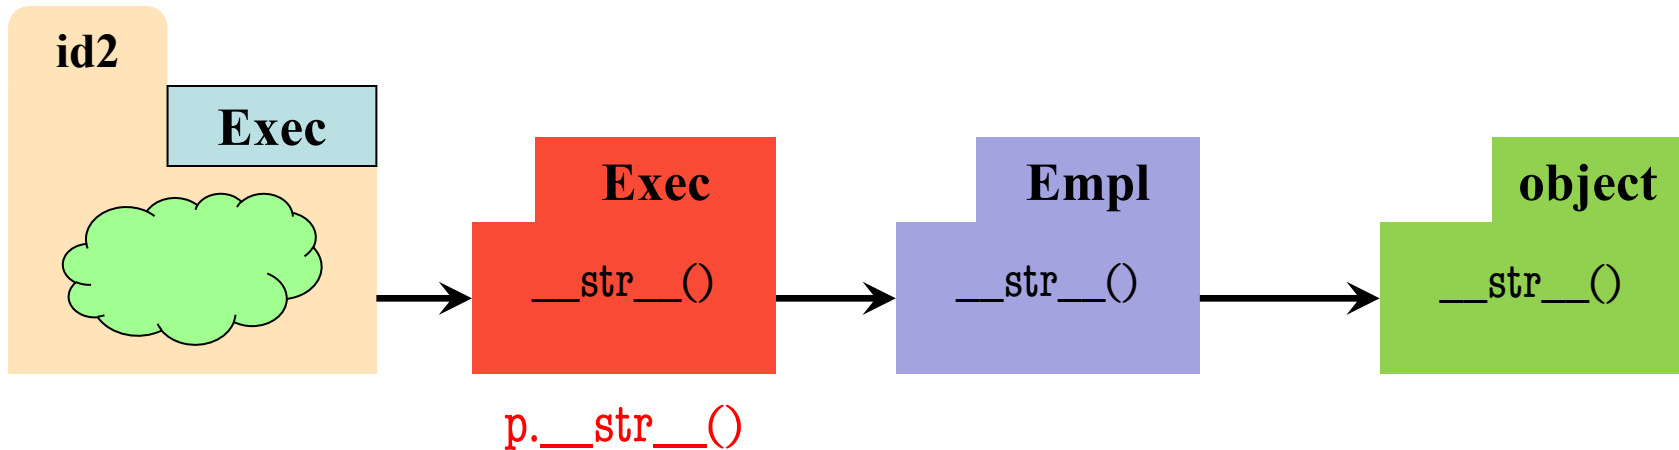 id2
Exec
Exec
Empl
object
__str__()
__str__()
__str__()
p.__str__()